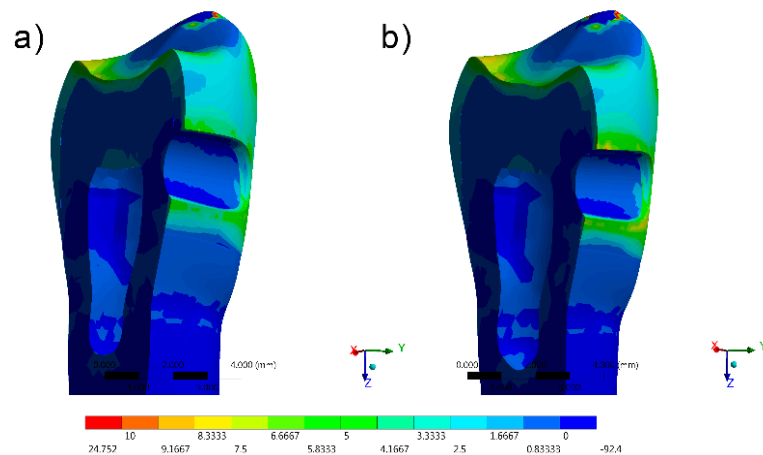 a)
b)
0.000 2.000 4.000 (mm)
X Y
Z
0.000 4.000 (mm)
X Y
Z
10 8.3333 6.6667 5 3.3333 1.6667 0
24.752 9.1667 7.5 5.8333 4.1667 2.5 0.83333 -92.4